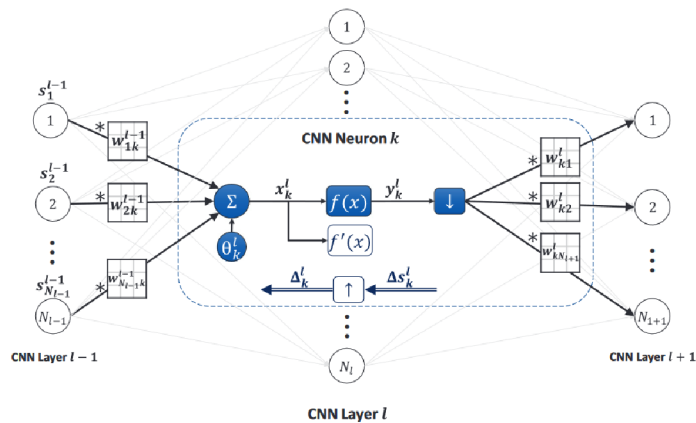 1
2
⋮
CNN Neuron k
s_1^{l-1}
1
* w_{1k}^{l-1}
s_2^{l-1}
2
* w_{2k}^{l-1}
⋮
s_{N_{l-1}}^{l-1}
N_{l-1}
* w_{N_{l-1}k}^{l-1}
Σ
θ_k^l
x_k^l
f(x)
f'(x)
y_k^l
↓
Δ_k^l
↑
Δs_k^l
* w_{k1}^l
* w_{k2}^l
* w_{kN_{l+1}}^l
1
2
⋮
N_{1+1}
⋮
N_l
CNN Layer l − 1
CNN Layer l + 1
CNN Layer l